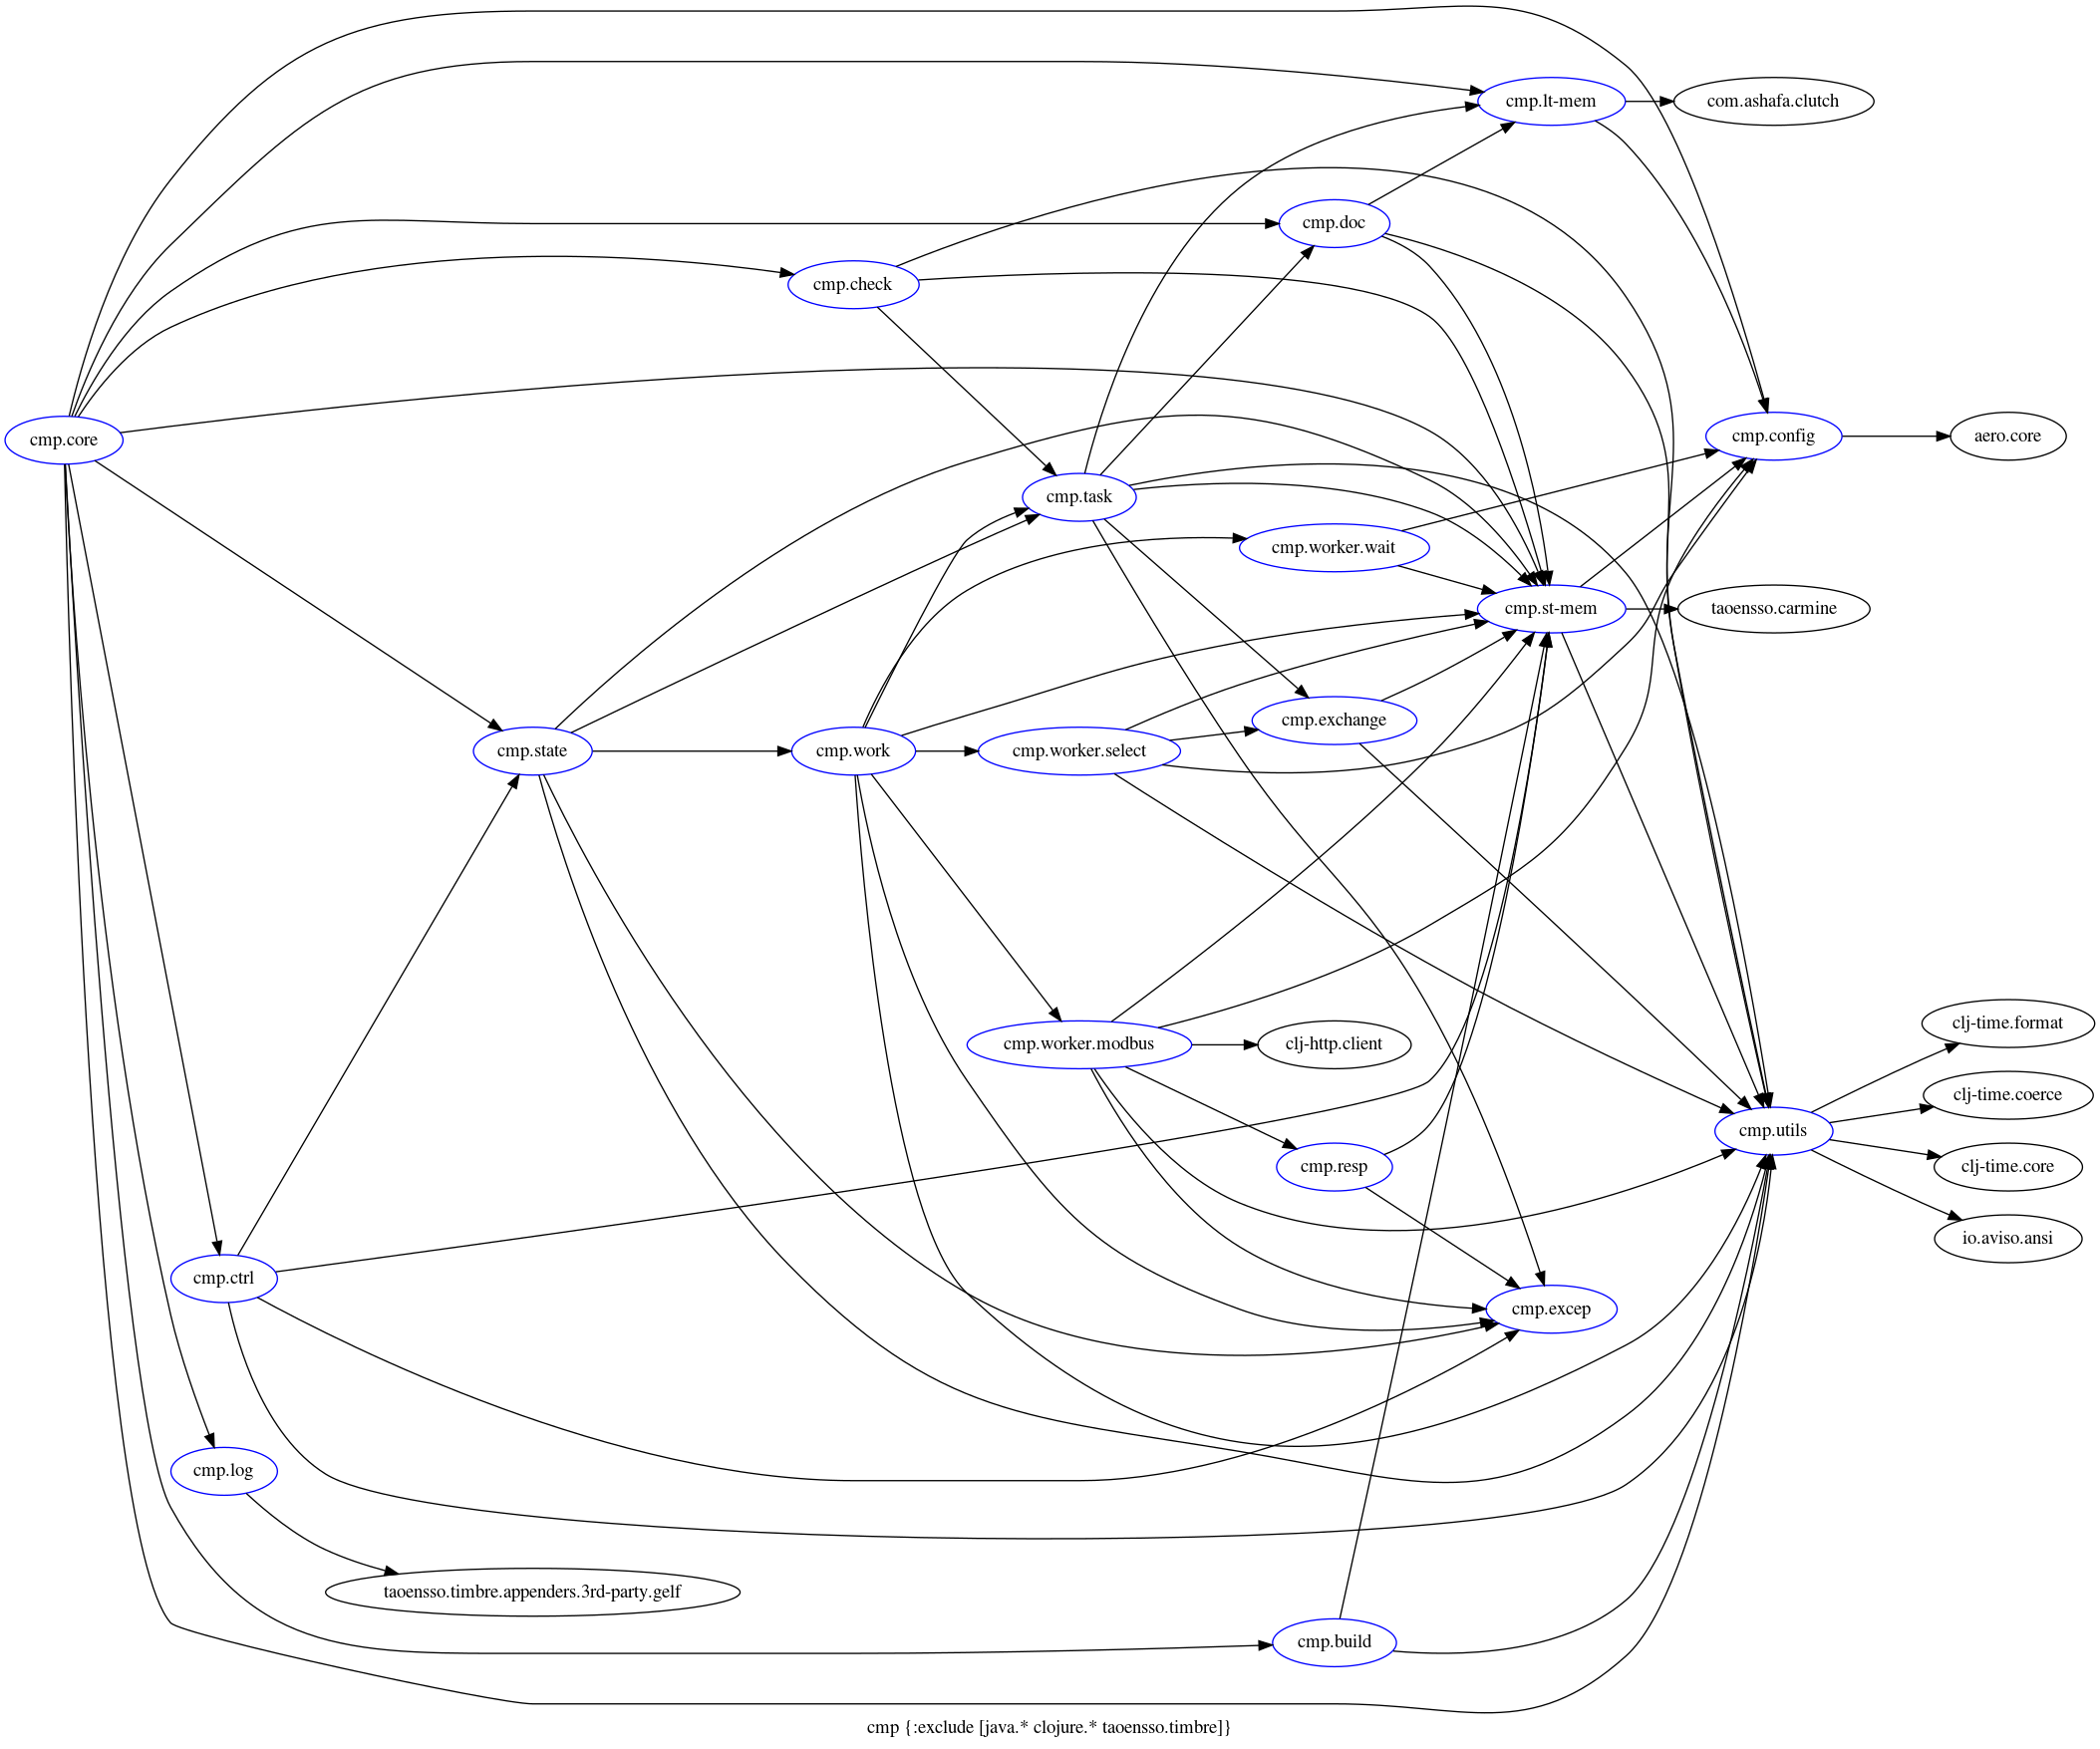 cmp.lt-mem
com.ashafa.clutch
cmp.doc
cmp.check
cmp.core
cmp.config
aero.core
cmp.task
cmp.worker.wait
cmp.st-mem
taoensso.carmine
cmp.exchange
cmp.state
cmp.work
cmp.worker.select
clj-time.format
cmp.worker.modbus
clj-http.client
clj-time.coerce
cmp.utils
cmp.resp
clj-time.core
io.aviso.ansi
cmp.ctrl
cmp.excep
cmp.log
taoensso.timbre.appenders.3rd-party.gelf
cmp.build
cmp {:exclude [java.* clojure.* taoensso.timbre]}